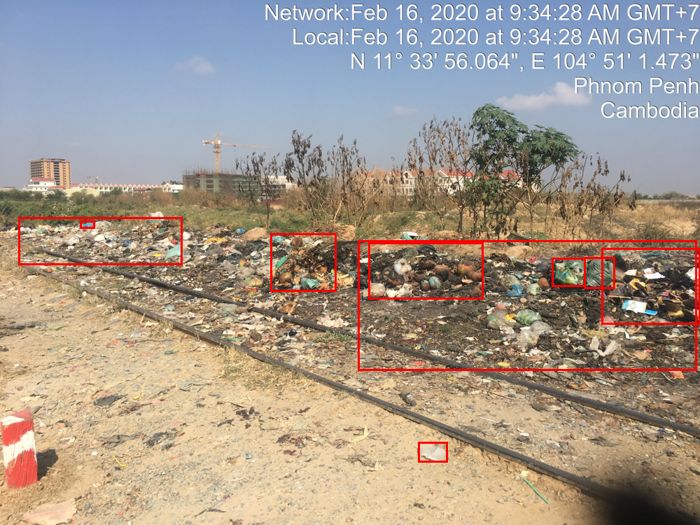 Network:Feb 16, 2020 at 9:34:28 AM GMT+7
Local:Feb 16, 2020 at 9:34:28 AM GMT+7
N 11° 33' 56.064", E 104° 51' 1.473"
Phnom Penh
Cambodia